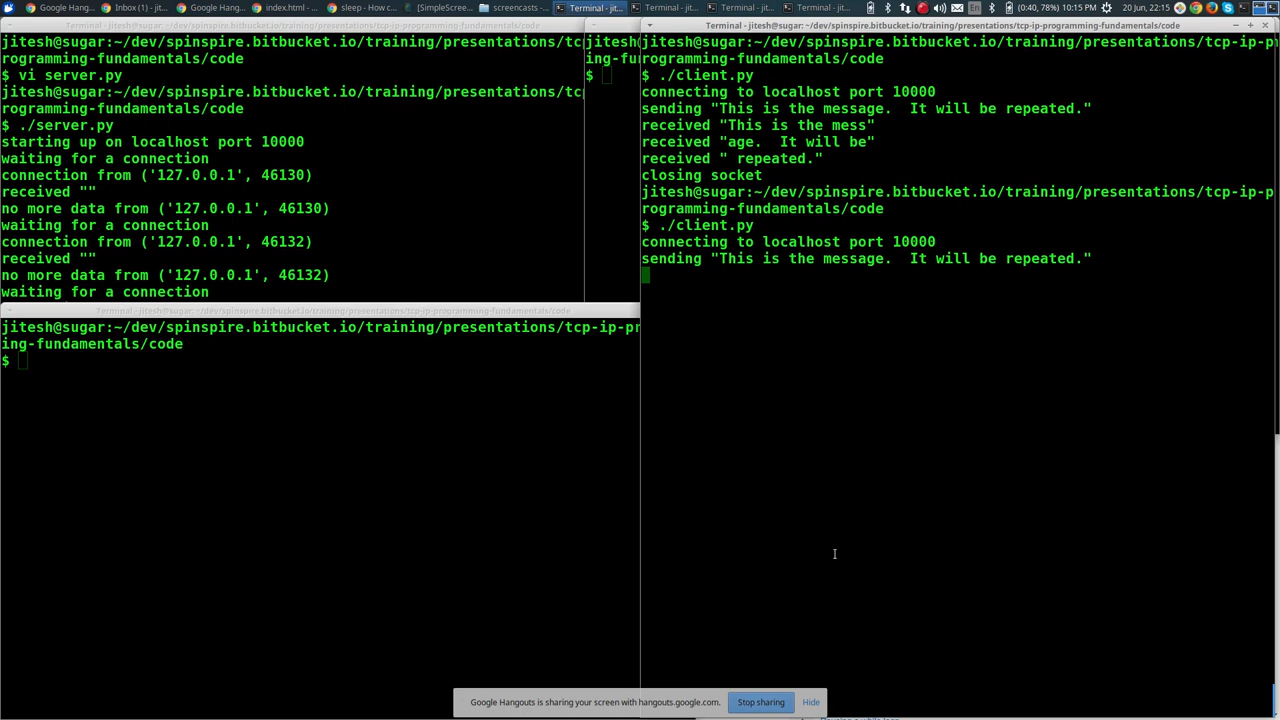 Google Hang...
Inbox (1) - jit...
Google Hang...
index.html - ...
sleep - How c...
[SimpleScree...
screencasts -...
Terminal - jit...
Terminal - jit...
Terminal - jit...
Terminal - jit...
En
(0:40, 78%) 10:15 PM
20 Jun, 22:15
Terminal - jitesh@sugar: ~/dev/spinspire.bitbucket.io/training/presentations/tcp-ip-programming-fundamentals/code
jitesh@sugar:~/dev/spinspire.bitbucket.io/training/presentations/tcp
rogramming-fundamentals/code
$ vi server.py
jitesh@sugar:~/dev/spinspire.bitbucket.io/training/presentations/tcp
rogramming-fundamentals/code
$ ./server.py
starting up on localhost port 10000
waiting for a connection
connection from ('127.0.0.1', 46130)
received ""
no more data from ('127.0.0.1', 46130)
waiting for a connection
connection from ('127.0.0.1', 46132)
received ""
no more data from ('127.0.0.1', 46132)
waiting for a connection
jitesh@
ing-fun
$
Terminal - jitesh@sugar: ~/dev/spinspire.bitbucket.io/training/presentations/tcp-ip-programming-fundamentals/code
jitesh@sugar:~/dev/spinspire.bitbucket.io/training/presentations/tcp-ip-pr
ing-fundamentals/code
$
Terminal - jitesh@sugar: ~/dev/spinspire.bitbucket.io/training/presentations/tcp-ip-programming-fundamentals/code
jitesh@sugar:~/dev/spinspire.bitbucket.io/training/presentations/tcp-ip-p
rogramming-fundamentals/code
$ ./client.py
connecting to localhost port 10000
sending "This is the message.  It will be repeated."
received "This is the mess"
received "age.  It will be"
received " repeated."
closing socket
jitesh@sugar:~/dev/spinspire.bitbucket.io/training/presentations/tcp-ip-p
rogramming-fundamentals/code
$ ./client.py
connecting to localhost port 10000
sending "This is the message.  It will be repeated."
Google Hangouts is sharing your screen with hangouts.google.com.
Stop sharing
Hide